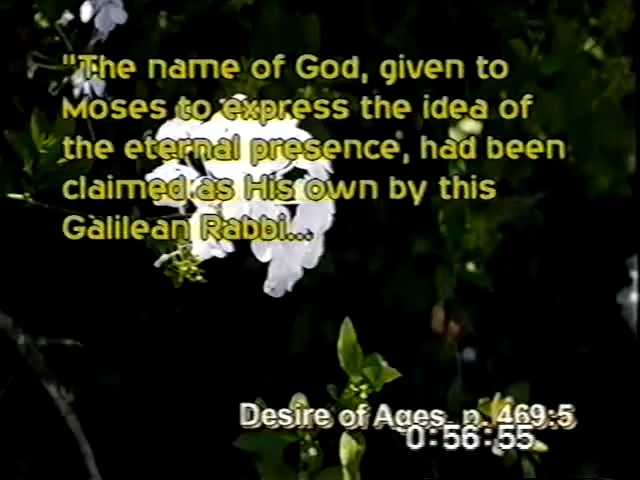 "The name of God, given to
Moses to express the idea of
the eternal presence, had been
claimed as His own by this
Galilean Rabbi...
Desire of Ages, p. 469:5
0:56:55